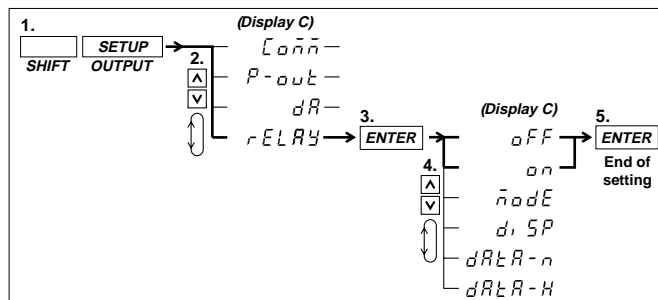 1.
SETUP
SHIFT
OUTPUT
2.
(Display C)
Comm
P-out
dA
rELAY
3.
ENTER
4.
(Display C)
oFF
on
modE
diSP
dAtA-n
dAtA-H
5.
ENTER
End of
setting